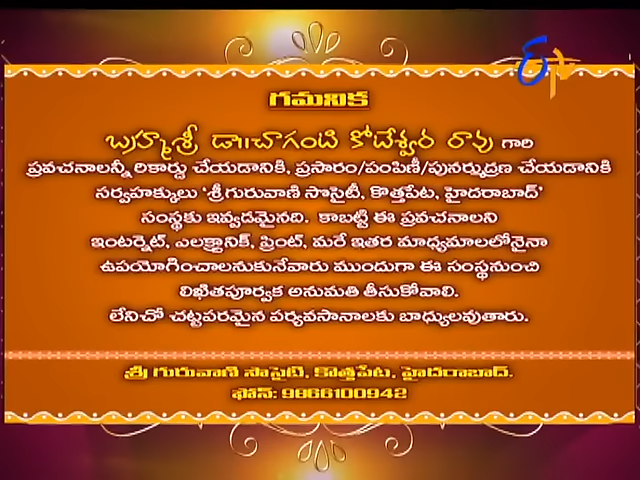 గమనిక
బ్రహ్మశ్రీ డా॥చాగంటి కోటేశ్వర రావు గారి
ప్రవచనాలన్నీ రికార్డు చేయడానికి, ప్రసారం/పంపిణీ/పునర్ముద్రణ చేయడానికి
సర్వహక్కులు ‘శ్రీ గురువాణి సొసైటీ, కొత్తపేట, హైదరాబాద్’
సంస్థకు ఇవ్వడమైనది. కాబట్టి ఈ ప్రవచనాలని
ఇంటర్నెట్, ఎలక్ట్రానిక్, ప్రింట్, మరే ఇతర మాధ్యమాలలోనైనా
ఉపయోగించాలనుకునేవారు ముందుగా ఈ సంస్థనుంచి
లిఖితపూర్వక అనుమతి తీసుకోవాలి.
లేనిచో చట్టపరమైన పర్యవసానాలకు బాధ్యులవుతారు.
శ్రీ గురువాణి సొసైటి, కొత్తపేట, హైదరాబాద్.
ఫోన్: 9866100942